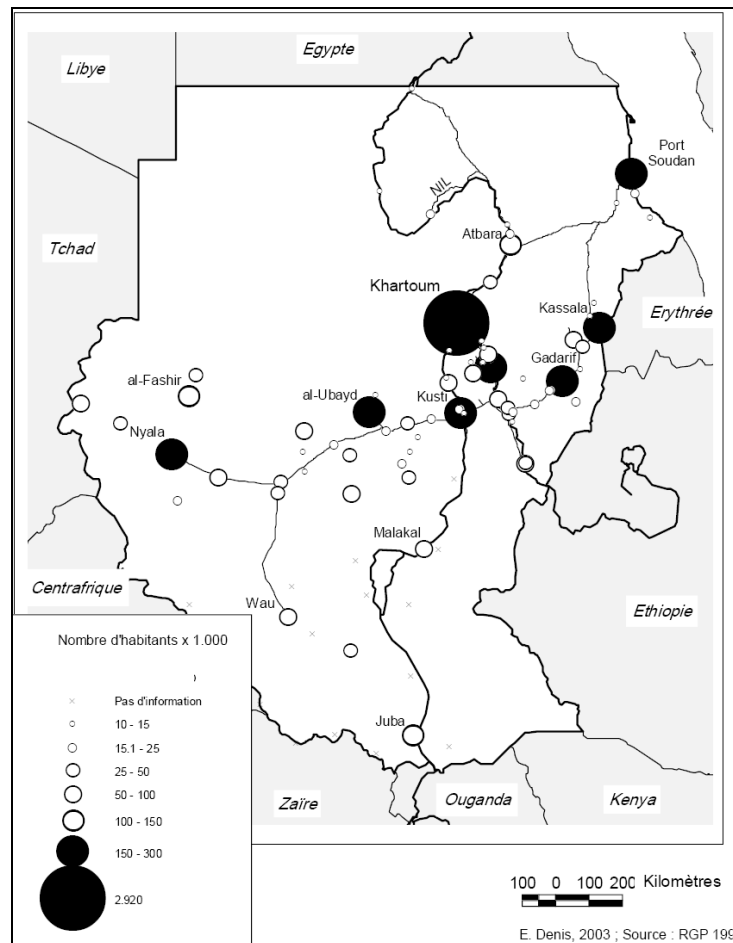 Egypte
Libye
Port
Soudan
NIL
Atbara
Tchad
Khartoum
Kassala
Erythrée
Gadarif
al-Fashir
al-Ubayd
Kusti
Nyala
Malakal
Centrafrique
Ethiopie
Wau
Nombre d'habitants x 1.000
Pas d'information
10 - 15
15.1 - 25
25 - 50
50 - 100
100 - 150
150 - 300
2.920
Juba
Zaïre
Ouganda
Kenya
100 0 100 200 Kilomètres
E. Denis, 2003 ; Source : RGP 199